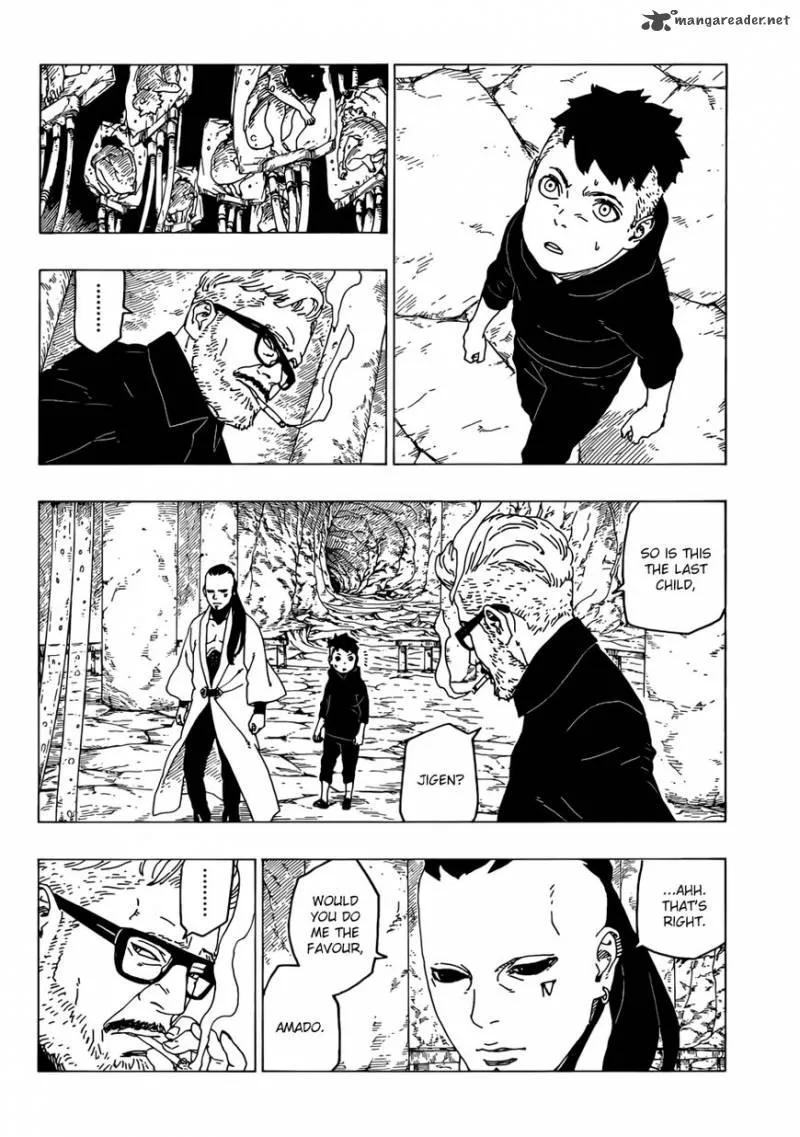 mangareader.net
.........
SO IS THIS
THE LAST
CHILD,
JIGEN?
...AHH.
THAT'S
RIGHT.
WOULD
YOU DO
ME THE
FAVOUR,
AMADO.
.........